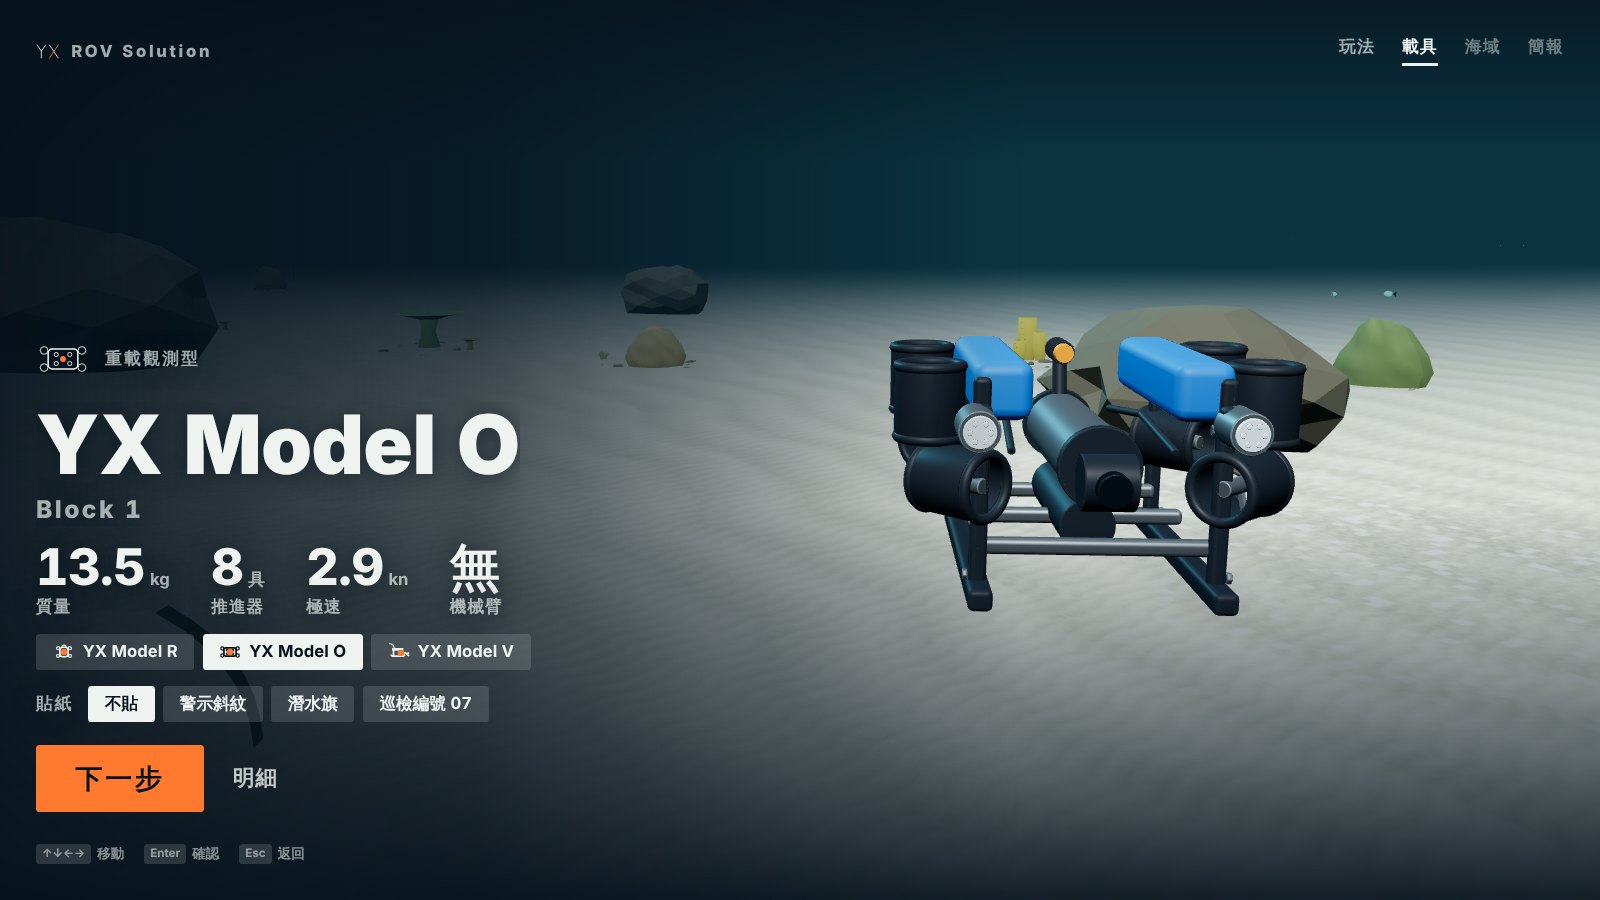 YX ROV Solution
玩法 載具 海域 簡報
重載觀測型
YX Model O
Block 1
13.5 kg 8 具 2.9 kn 無
質量 推進器 極速 機械臂
YX Model R YX Model O YX Model V
貼紙 不貼 警示斜紋 潛水旗 巡檢編號 07
下一步 明細
↑↓←→ 移動 Enter 確認 Esc 返回